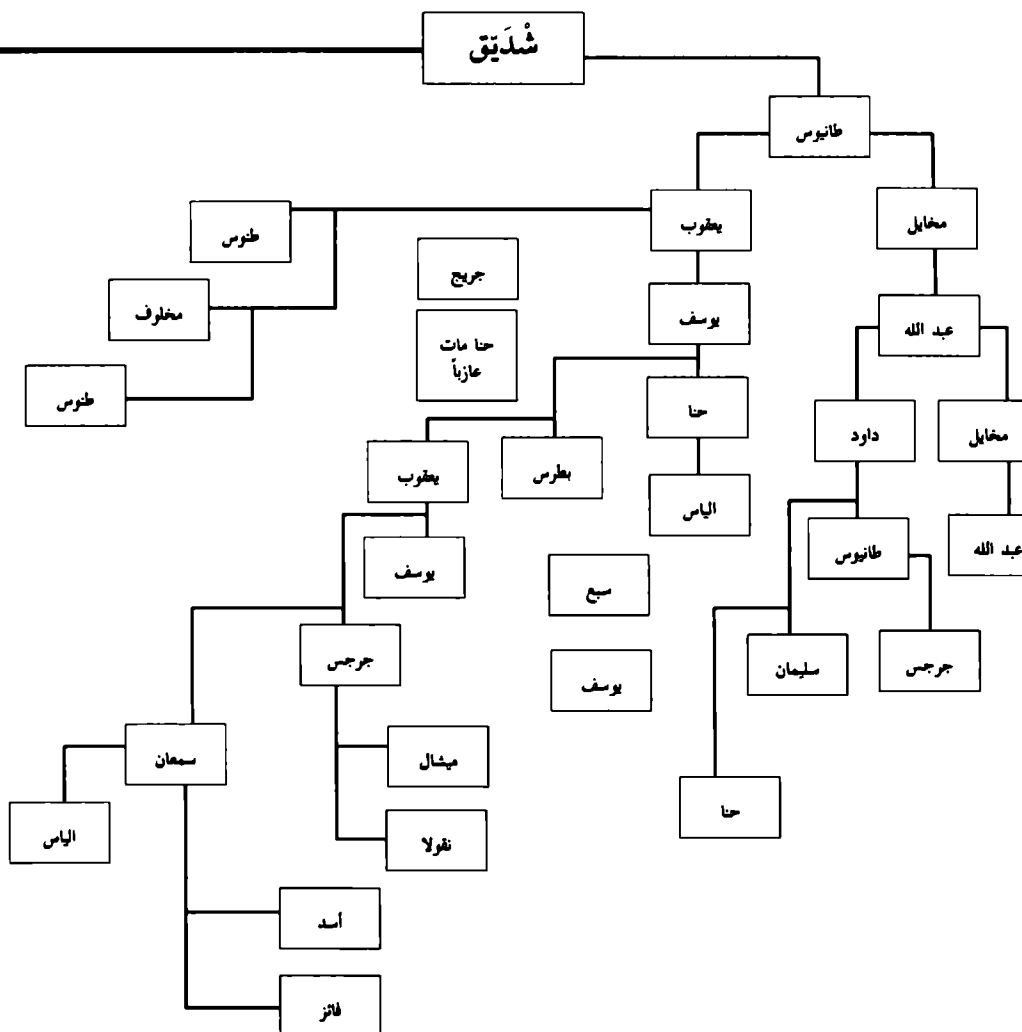 شْدَيّق
طانيوس
مخايل
يعقوب
طنوس
جريج
مخلوف
يوسف
عبد الله
حنا مات
عازباً
طنوس
حنا
داود
مخايل
يعقوب
بطرس
الياس
طانيوس
عبد الله
يوسف
سبع
جرجس
سليمان
جرجس
يوسف
سمعان
ميشال
حنا
الياس
نقولا
أسد
فائز